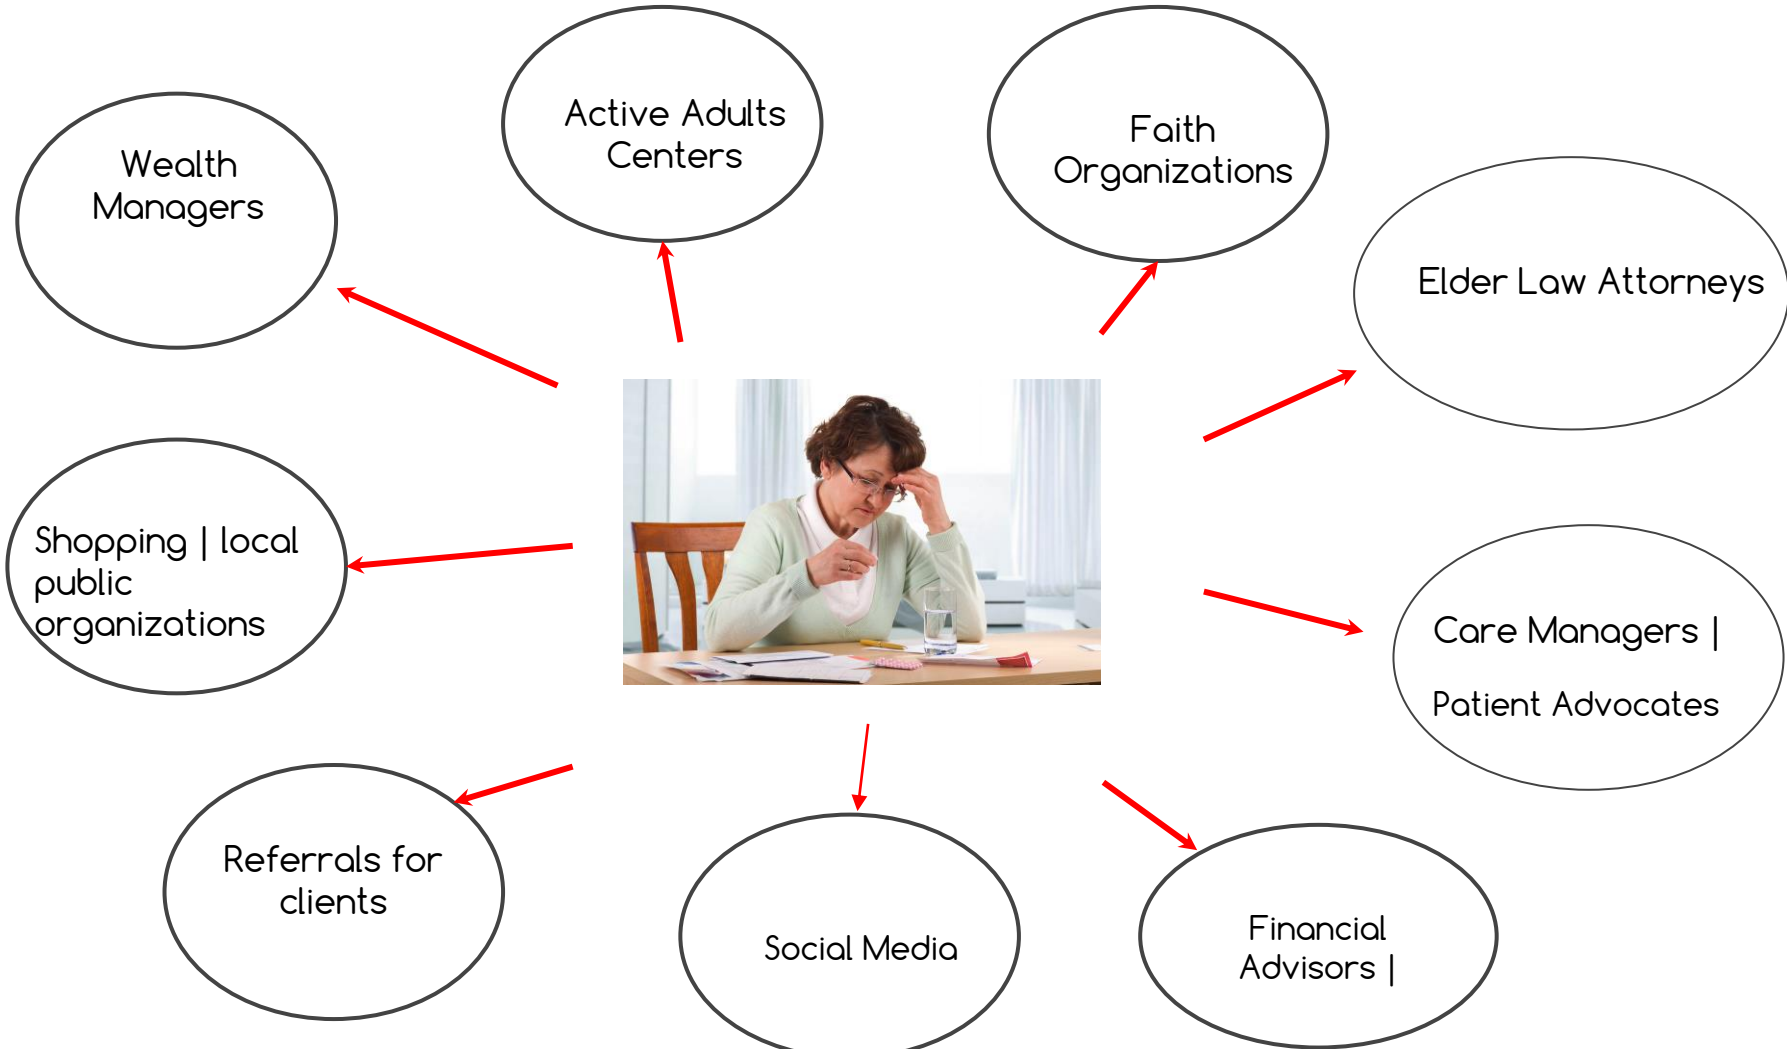 Active Adults
Centers
Faith
Organizations
Wealth
Managers
Elder Law Attorneys
Shopping | local
public
organizations
Care Managers |
Patient Advocates
Referrals for
clients
Social Media
Financial
Advisors |